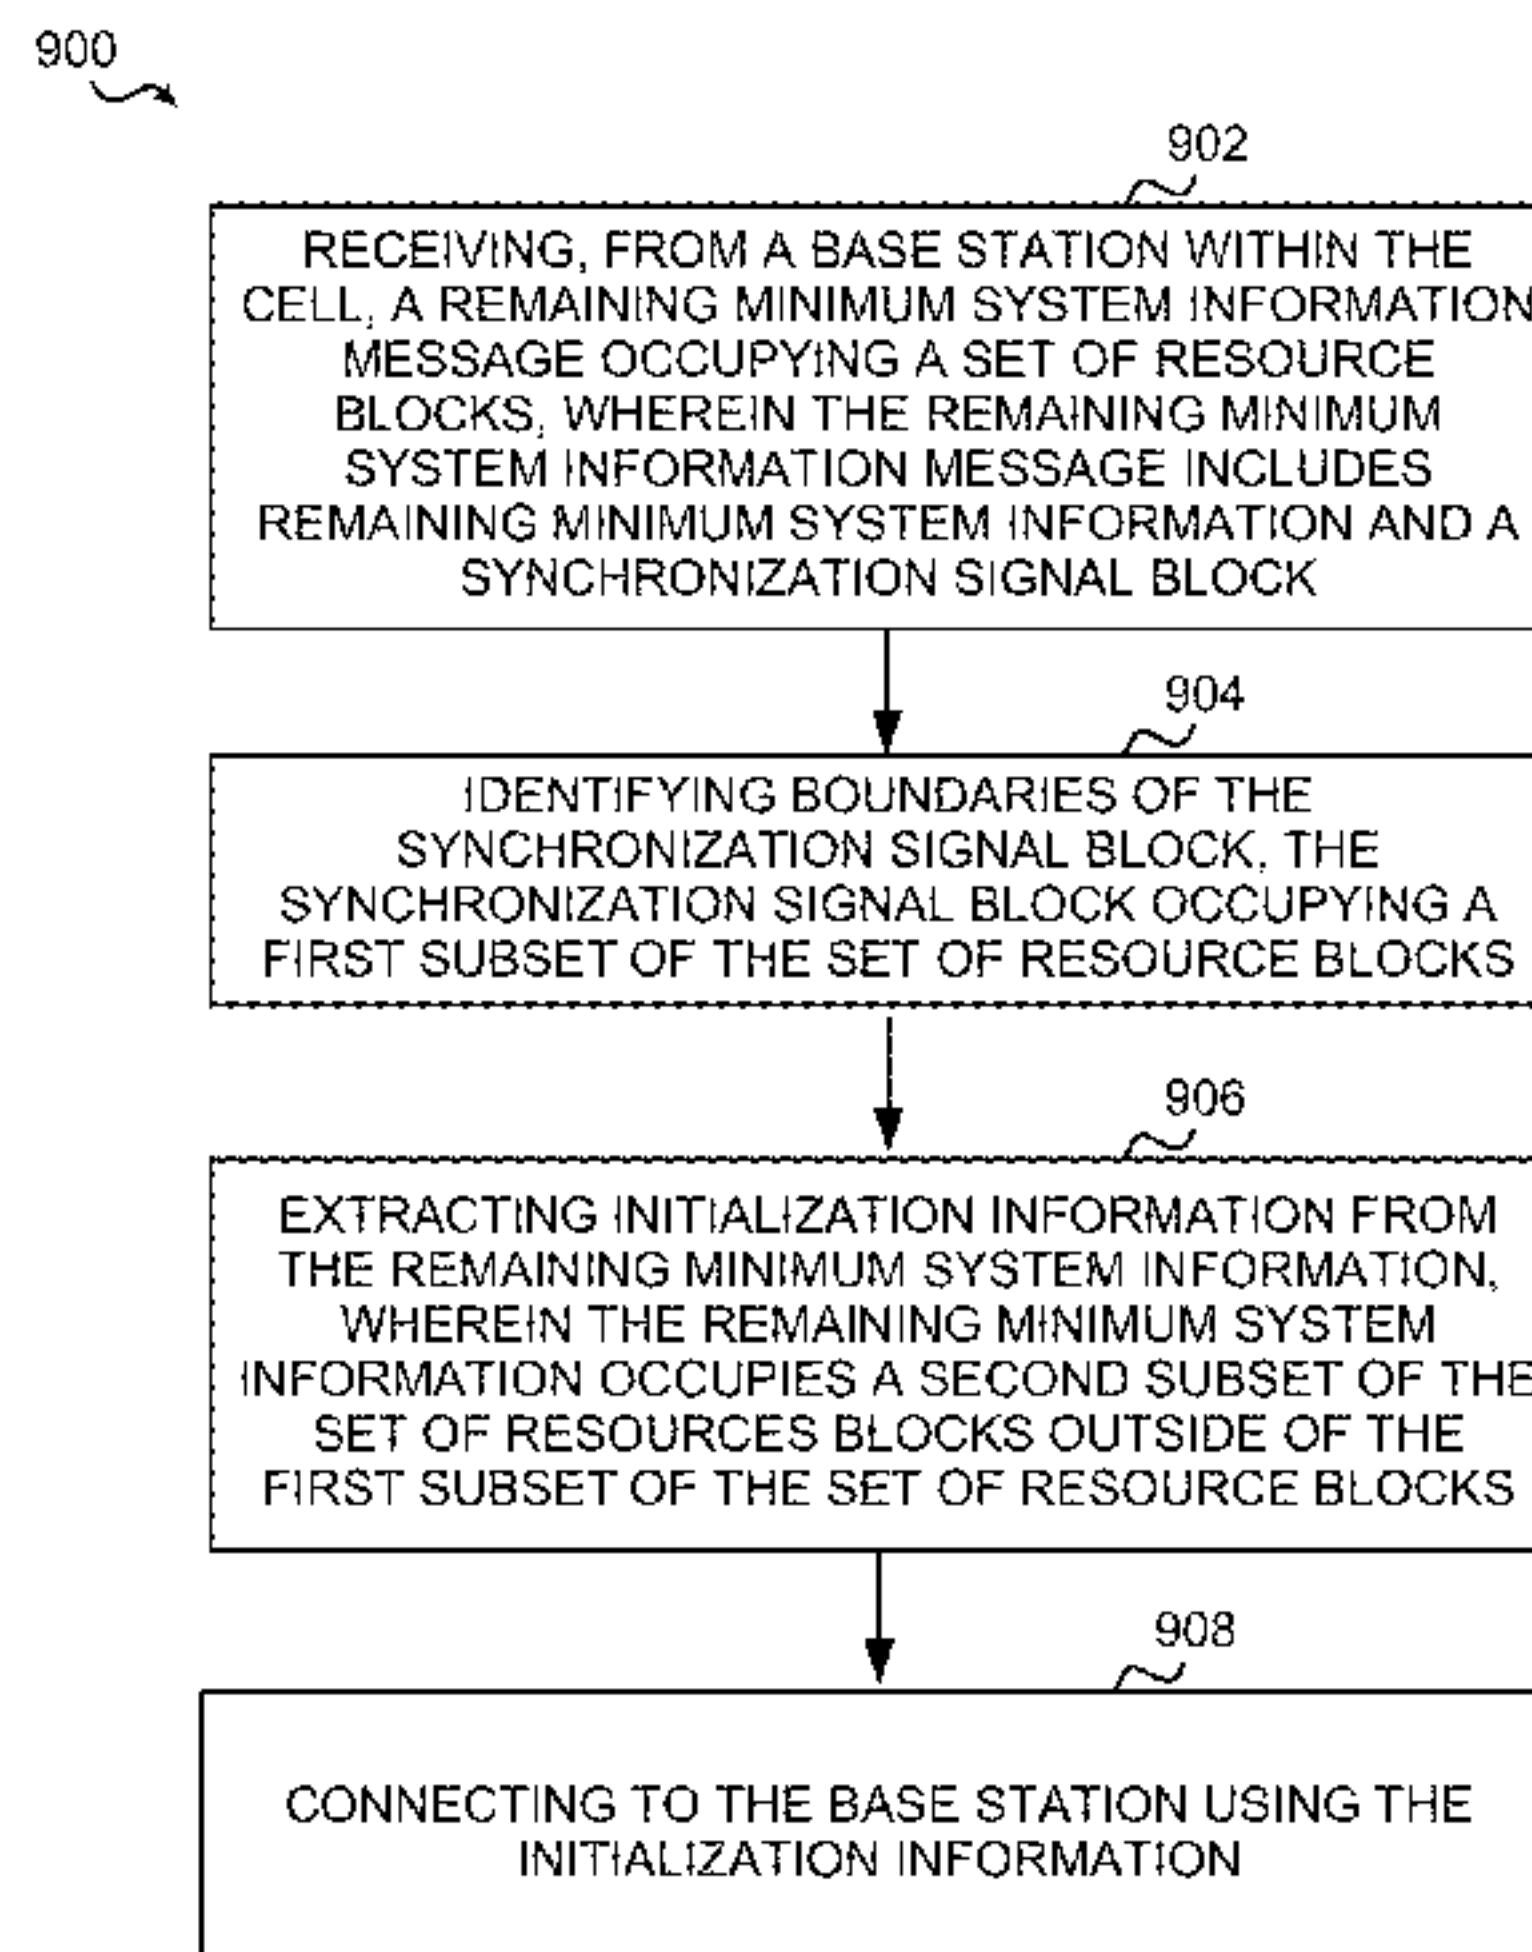 900
902
RECEIVING, FROM A BASE STATION WITHIN THE
CELL, A REMAINING MINIMUM SYSTEM INFORMATION
MESSAGE OCCUPYING A SET OF RESOURCE
BLOCKS, WHEREIN THE REMAINING MINIMUM
SYSTEM INFORMATION MESSAGE INCLUDES
REMAINING MINIMUM SYSTEM INFORMATION AND A
SYNCHRONIZATION SIGNAL BLOCK
904
IDENTIFYING BOUNDARIES OF THE
SYNCHRONIZATION SIGNAL BLOCK, THE
SYNCHRONIZATION SIGNAL BLOCK OCCUPYING A
FIRST SUBSET OF THE SET OF RESOURCE BLOCKS
906
EXTRACTING INITIALIZATION INFORMATION FROM
THE REMAINING MINIMUM SYSTEM INFORMATION,
WHEREIN THE REMAINING MINIMUM SYSTEM
INFORMATION OCCUPIES A SECOND SUBSET OF THE
SET OF RESOURCES BLOCKS OUTSIDE OF THE
FIRST SUBSET OF THE SET OF RESOURCE BLOCKS
908
CONNECTING TO THE BASE STATION USING THE
INITIALIZATION INFORMATION